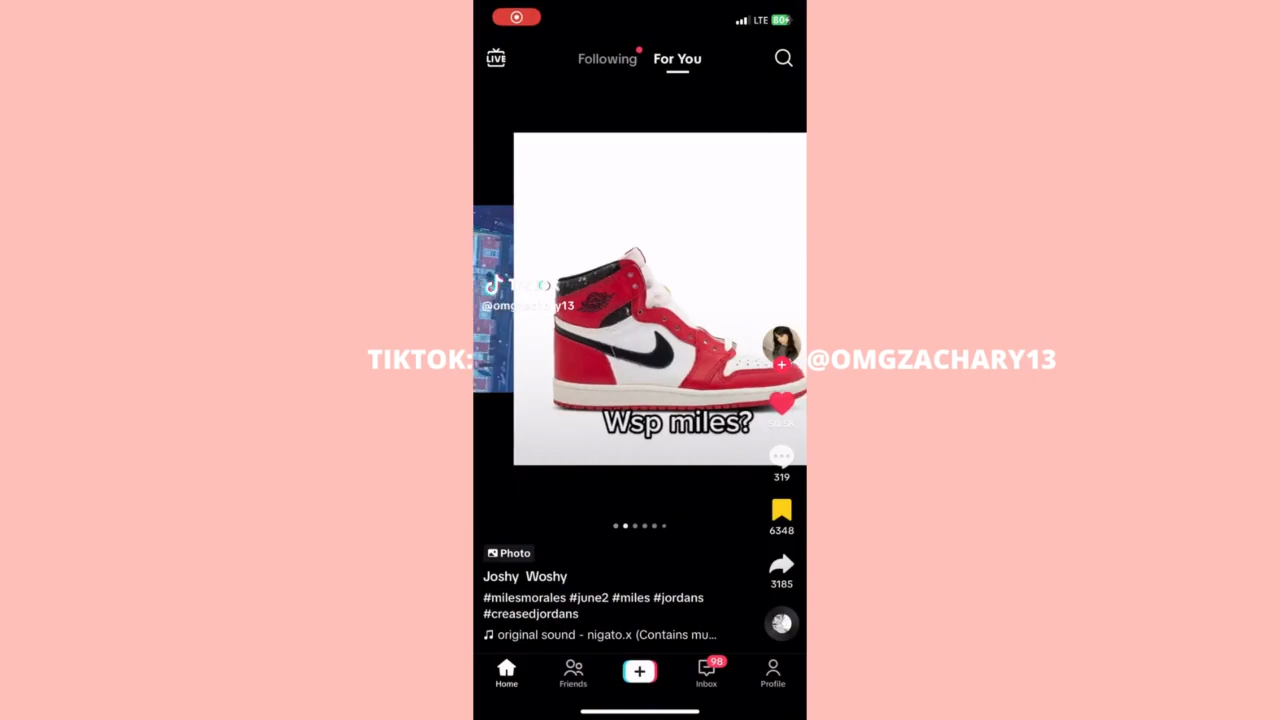 LTE 80
LIVE
Following
For You
@omgzachary13
TIKTOK:
@OMGZACHARY13
Wsp miles?
319
6348
3185
Photo
Joshy Woshy
#milesmorales #june2 #miles #jordans
#creasedjordans
original sound - nigato.x (Contains mu...
98
Home
Friends
Inbox
Profile